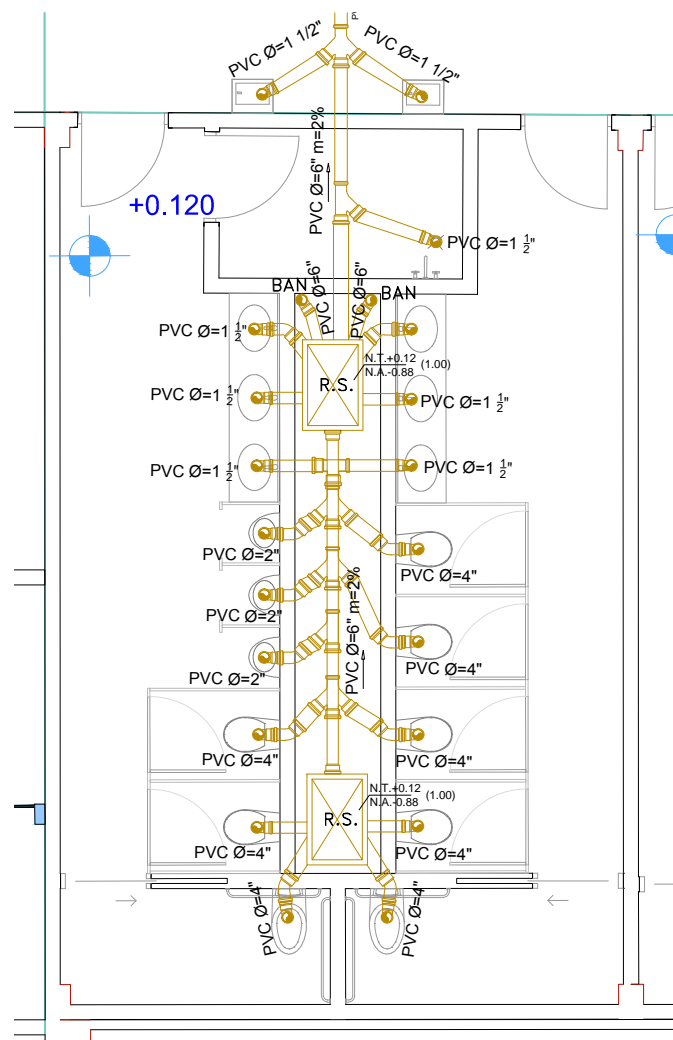 PVC Ø=1 1/2"
PVC Ø=1 1/2"
PVC Ø=6" m=2%
+0.120
PVC Ø=1 1/2"
BAN
PVC Ø=6"
PVC Ø=6"
BAN
PVC Ø=1 1/2"
N.T.+0.12
N.A.-0.88
(1.00)
R.S.
PVC Ø=1 1/2"
PVC Ø=1 1/2"
PVC Ø=1 1/2"
PVC Ø=1 1/2"
PVC Ø=2"
PVC Ø=4"
PVC Ø=2"
PVC Ø=6" m=2%
PVC Ø=4"
PVC Ø=2"
PVC Ø=4"
PVC Ø=4"
N.T.+0.12
N.A.-0.88
(1.00)
R.S.
PVC Ø=4"
PVC Ø=4"
PVC Ø=4"
PVC Ø=4"